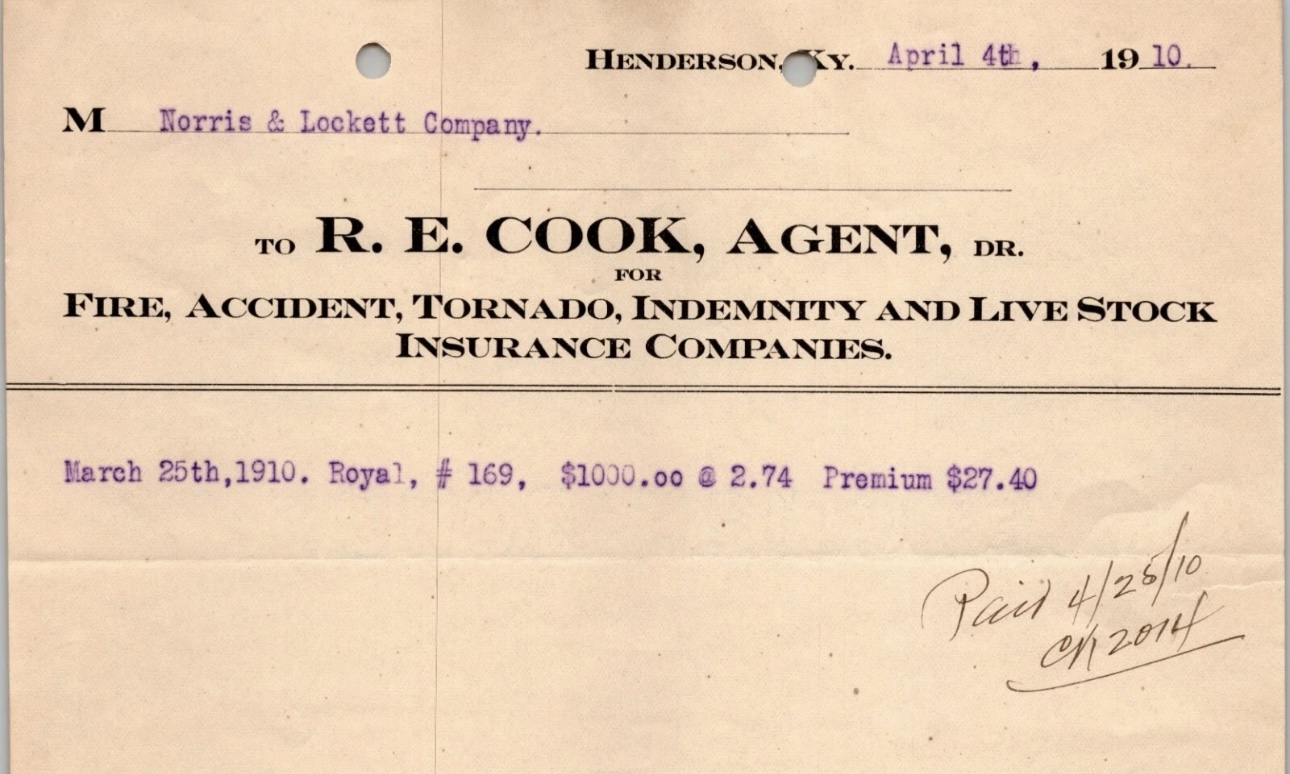 HENDERSON, KY. April 4th, 1910.
M Norris & Lockett Company.
TO R. E. COOK, AGENT, DR.
FOR
FIRE, ACCIDENT, TORNADO, INDEMNITY AND LIVE STOCK
INSURANCE COMPANIES.
March 25th,1910. Royal, # 169, $1000.oo @ 2.74 Premium $27.40
Paid 4/25/10
CK 2014